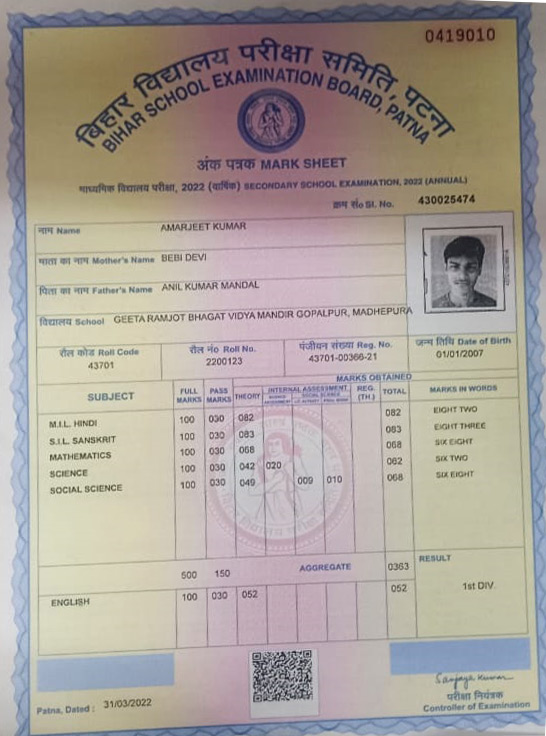 0419010
बिहार विद्यालय परीक्षा समिति, पटना
BIHAR SCHOOL EXAMINATION BOARD, PATNA
अंक पत्रक MARK SHEET
माध्यमिक विद्यालय परीक्षा, 2022 (वार्षिक) SECONDARY SCHOOL EXAMINATION, 2022 (ANNUAL)
क्रम सं० Sl. No. 430025474
नाम Name AMARJEET KUMAR
माता का नाम Mother's Name BEBI DEVI
पिता का नाम Father's Name ANIL KUMAR MANDAL
विद्यालय School GEETA RAMJOT BHAGAT VIDYA MANDIR GOPALPUR, MADHEPURA
रौल कोड Roll Code रौल नं० Roll No. पंजीयन संख्या Reg. No. जन्म तिथि Date of Birth
43701 2200123 43701-00366-21 01/01/2007
MARKS OBTAINED
SUBJECT FULL MARKS PASS MARKS THEORY INTERNAL ASSESSMENT REG. (TH.) TOTAL MARKS IN WORDS
SOCIAL SCIENCE
M.I.L. HINDI 100 030 082 082 EIGHT TWO
S.I.L. SANSKRIT 100 030 083 083 EIGHT THREE
MATHEMATICS 100 030 068 068 SIX EIGHT
SCIENCE 100 030 042 020 062 SIX TWO
SOCIAL SCIENCE 100 030 049 009 010 068 SIX EIGHT
500 150 AGGREGATE 0363 RESULT
ENGLISH 100 030 052 052 1st DIV.
Sanjay Kumar
Patna, Dated : 31/03/2022
परीक्षा नियंत्रक
Controller of Examination